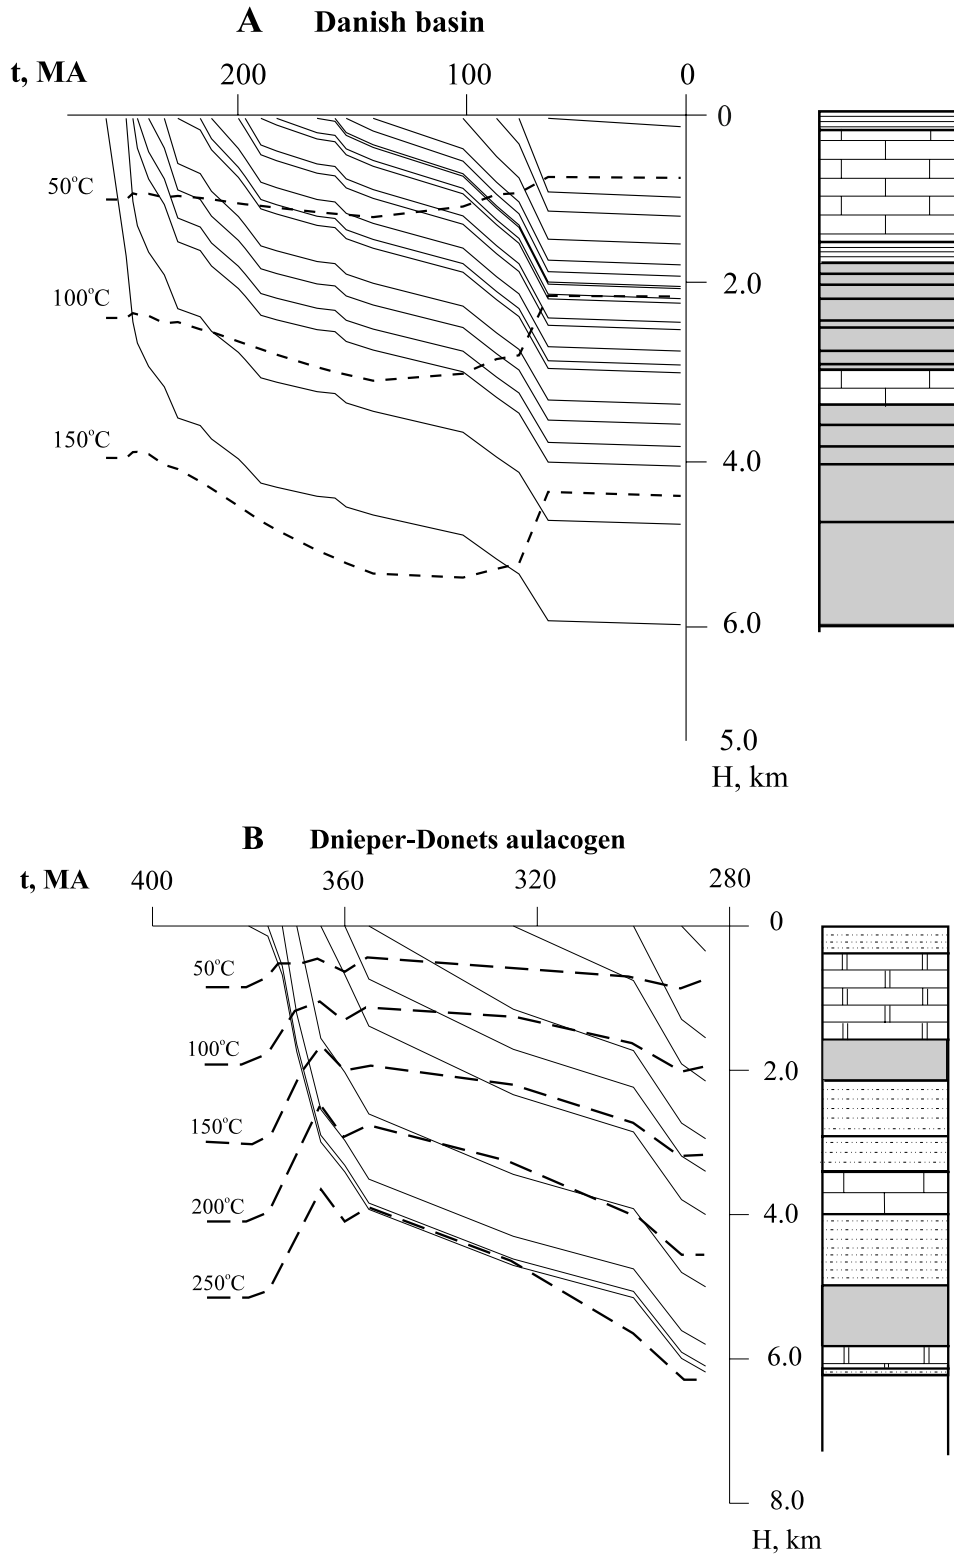 A Danish basin
t, MA 200 100 0
0
50°C
2.0
100°C
150°C
4.0
6.0
5.0
H, km
B Dnieper-Donets aulacogen
t, MA 400 360 320 280
0
50°C
100°C
2.0
150°C
200°C
4.0
250°C
6.0
8.0
H, km